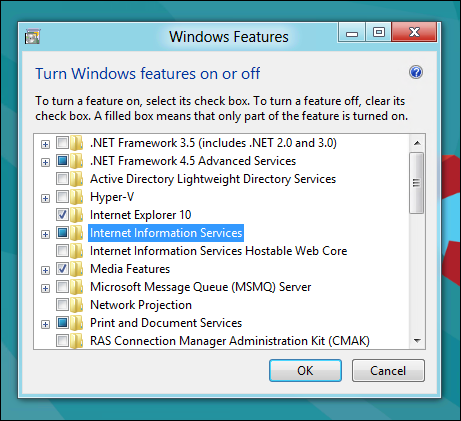 Windows Features
Turn Windows features on or off
To turn a feature on, select its check box. To turn a feature off, clear its
check box. A filled box means that only part of the feature is turned on.
.NET Framework 3.5 (includes .NET 2.0 and 3.0)
.NET Framework 4.5 Advanced Services
Active Directory Lightweight Directory Services
Hyper-V
Internet Explorer 10
Internet Information Services
Internet Information Services Hostable Web Core
Media Features
Microsoft Message Queue (MSMQ) Server
Network Projection
Print and Document Services
RAS Connection Manager Administration Kit (CMAK)
OK Cancel